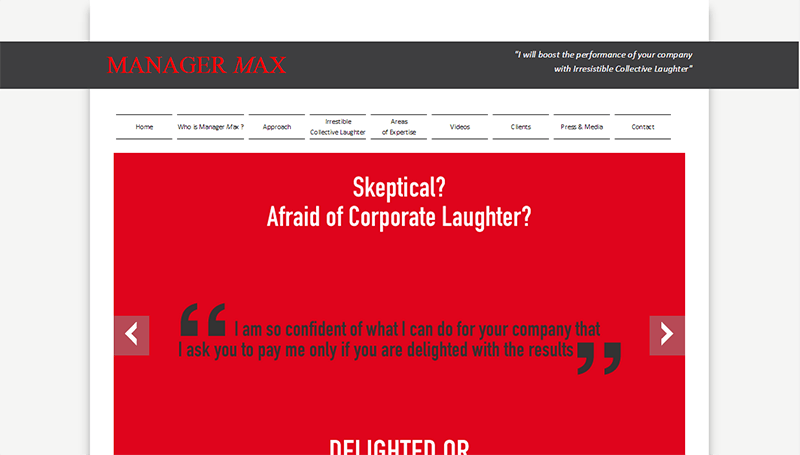 MANAGER MAX
"I will boost the performance of your company
with Irresistible Collective Laughter"
Home
Who is Manager Max ?
Approach
Irrestible
Collective Laughter
Areas
of Expertise
Videos
Clients
Press & Media
Contact
Skeptical?
Afraid of Corporate Laughter?
“ I am so confident of what I can do for your company that
I ask you to pay me only if you are delighted with the results ”
DELIGHTED OR